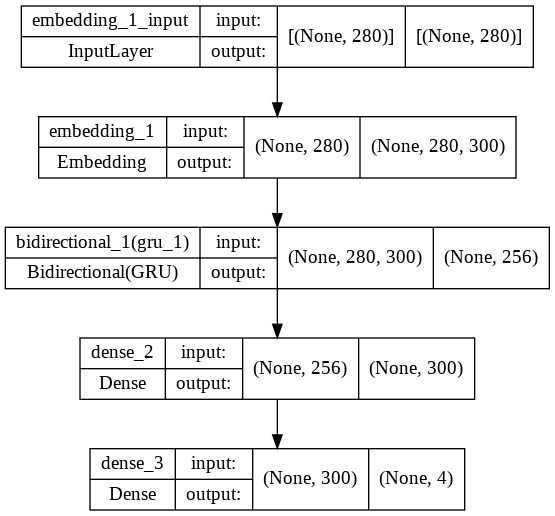 embedding_1_input input: [(None, 280)] [(None, 280)]
InputLayer output:
embedding_1 input: (None, 280) (None, 280, 300)
Embedding output:
bidirectional_1(gru_1) input: (None, 280, 300) (None, 256)
Bidirectional(GRU) output:
dense_2 input: (None, 256) (None, 300)
Dense output:
dense_3 input: (None, 300) (None, 4)
Dense output: